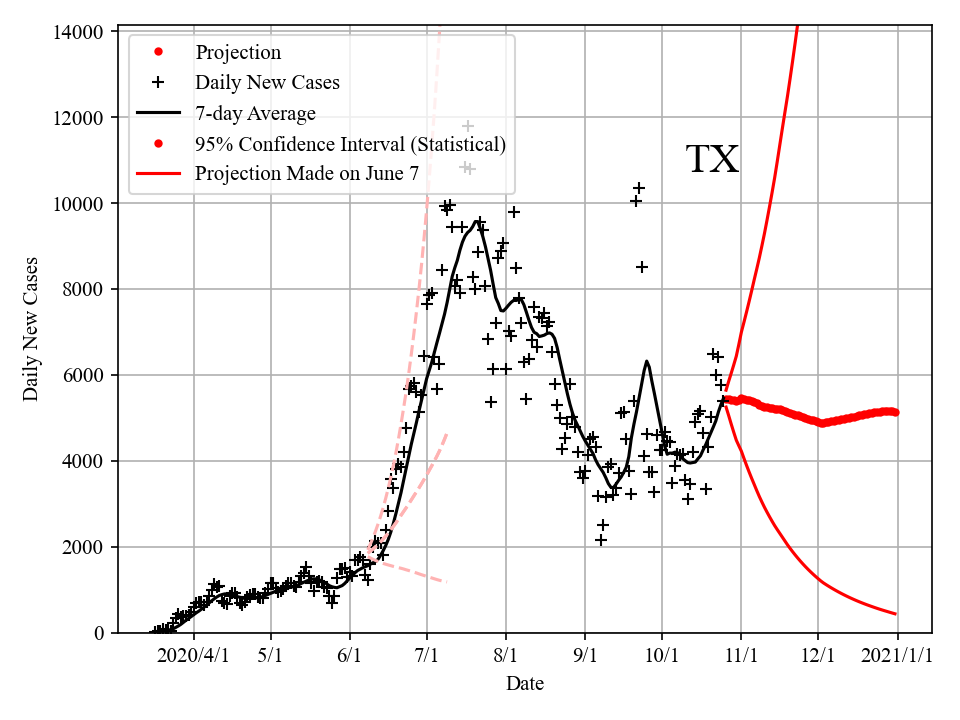 14000
12000
10000
8000
6000
4000
2000
0
Daily New Cases
Projection
Daily New Cases
7-day Average
95% Confidence Interval (Statistical)
Projection Made on June 7
TX
2020/4/1 5/1 6/1 7/1 8/1 9/1 10/1 11/1 12/1 2021/1/1
Date